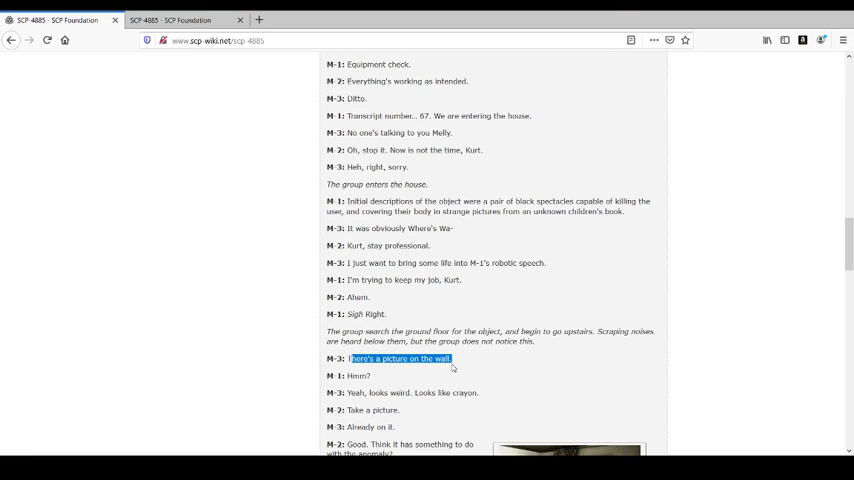 SCP-4885 - SCP Foundation
SCP-4885 - SCP Foundation
www.scp-wiki.net/scp-4885
M-1: Equipment check.
M-2: Everything's working as intended.
M-3: Ditto.
M-1: Transcript number... 67. We are entering the house.
M-3: No one's talking to you Melly.
M-2: Oh, stop it. Now is not the time, Kurt.
M-3: Heh, right, sorry.
The group enters the house.
M-1: Initial descriptions of the object were a pair of black spectacles capable of killing the
user, and covering their body in strange pictures from an unknown children's book.
M-3: It was obviously Where's Wa-
M-2: Kurt, stay professional.
M-3: I just want to bring some life into M-1's robotic speech.
M-1: I'm trying to keep my job, Kurt.
M-2: Ahem.
M-1: Sigh Right.
The group search the ground floor for the object, and begin to go upstairs. Scraping noises
are heard below them, but the group does not notice this.
M-3: There's a picture on the wall.
M-1: Hmm?
M-3: Yeah, looks weird. Looks like crayon.
M-2: Take a picture.
M-3: Already on it.
M-2: Good. Think it has something to do
with the anomaly?